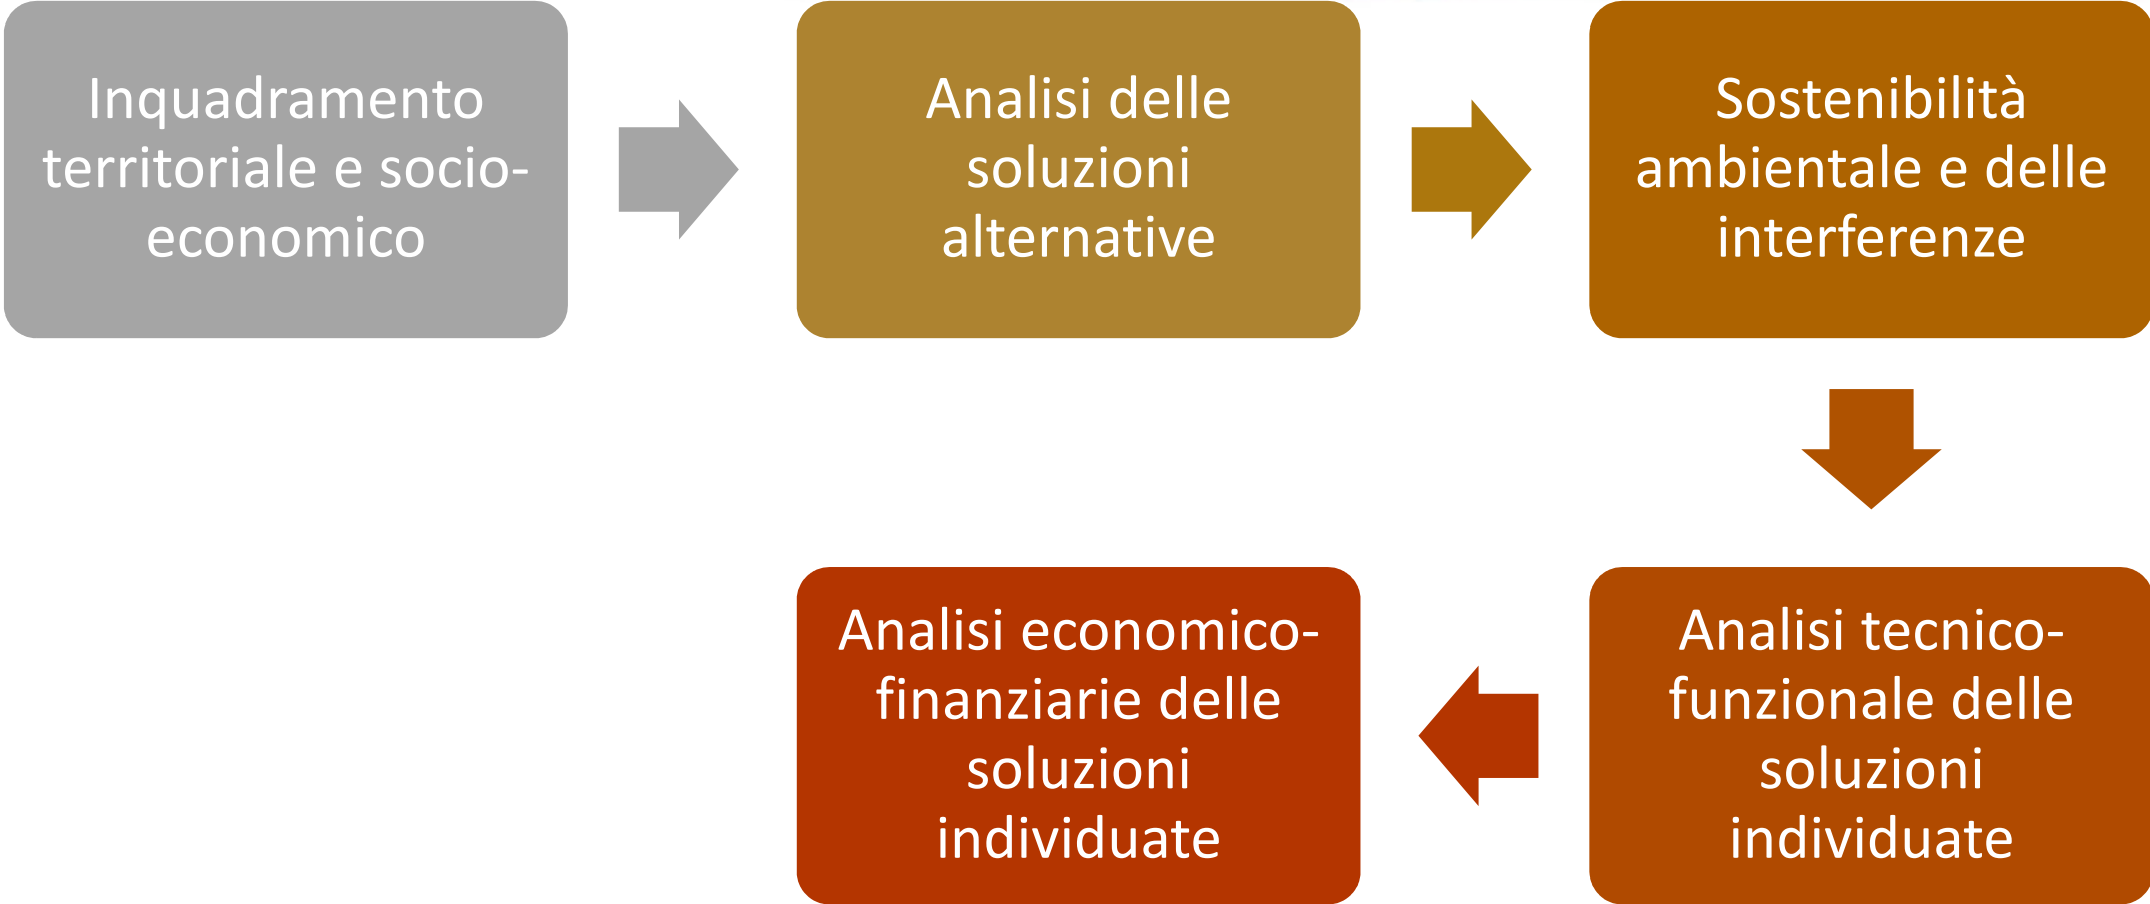 Inquadramento
territoriale e socio-
economico
Analisi delle
soluzioni
alternative
Sostenibilità
ambientale e delle
interferenze
Analisi tecnico-
funzionale delle
soluzioni
individuate
Analisi economico-
finanziarie delle
soluzioni
individuate